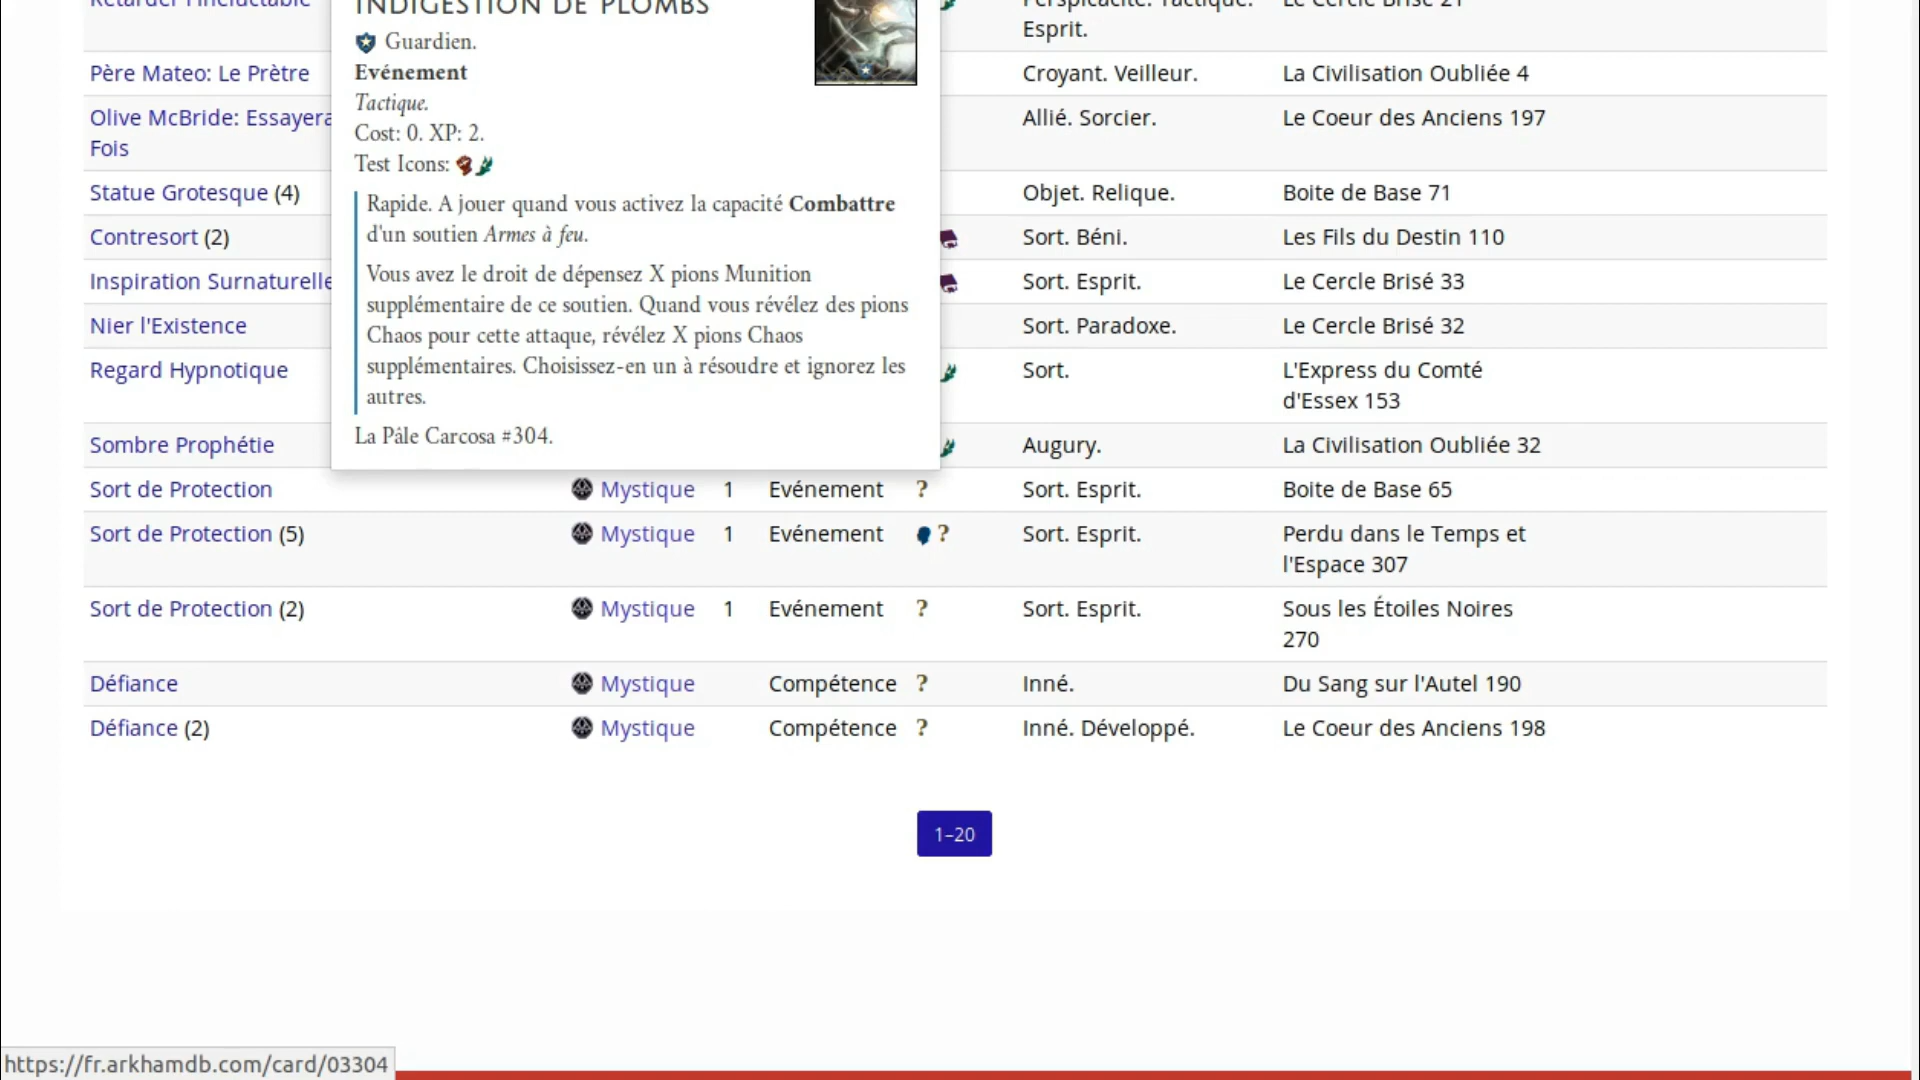 Retarder l'Inéluctable
Perspicacité. Tactique.
Esprit.
Le Cercle Brisé 21
INDIGESTION DE PLOMBS
Guardien.
Evénement
Tactique.
Cost: 0. XP: 2.
Test Icons:
Rapide. A jouer quand vous activez la capacité Combattre
d'un soutien Armes à feu.
Vous avez le droit de dépensez X pions Munition
supplémentaire de ce soutien. Quand vous révélez des pions
Chaos pour cette attaque, révélez X pions Chaos
supplémentaires. Choisissez-en un à résoudre et ignorez les
autres.
La Pâle Carcosa #304.
Père Mateo: Le Prètre Croyant. Veilleur. La Civilisation Oubliée 4
Olive McBride: Essayera Allié. Sorcier. Le Coeur des Anciens 197
Fois
Statue Grotesque (4) Objet. Relique. Boite de Base 71
Contresort (2) Sort. Béni. Les Fils du Destin 110
Inspiration Surnaturelle Sort. Esprit. Le Cercle Brisé 33
Nier l'Existence Sort. Paradoxe. Le Cercle Brisé 32
Regard Hypnotique Sort. L'Express du Comté
d'Essex 153
Sombre Prophétie Augury. La Civilisation Oubliée 32
Sort de Protection Mystique 1 Evénement ? Sort. Esprit. Boite de Base 65
Sort de Protection (5) Mystique 1 Evénement ? Sort. Esprit. Perdu dans le Temps et
l'Espace 307
Sort de Protection (2) Mystique 1 Evénement ? Sort. Esprit. Sous les Étoiles Noires
270
Défiance Mystique Compétence ? Inné. Du Sang sur l'Autel 190
Défiance (2) Mystique Compétence ? Inné. Développé. Le Coeur des Anciens 198
1–20
https://fr.arkhamdb.com/card/03304